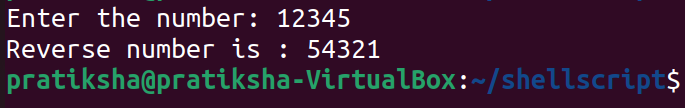 Enter the number: 12345
Reverse number is : 54321
pratiksha@pratiksha-VirtualBox:~/shellscript$